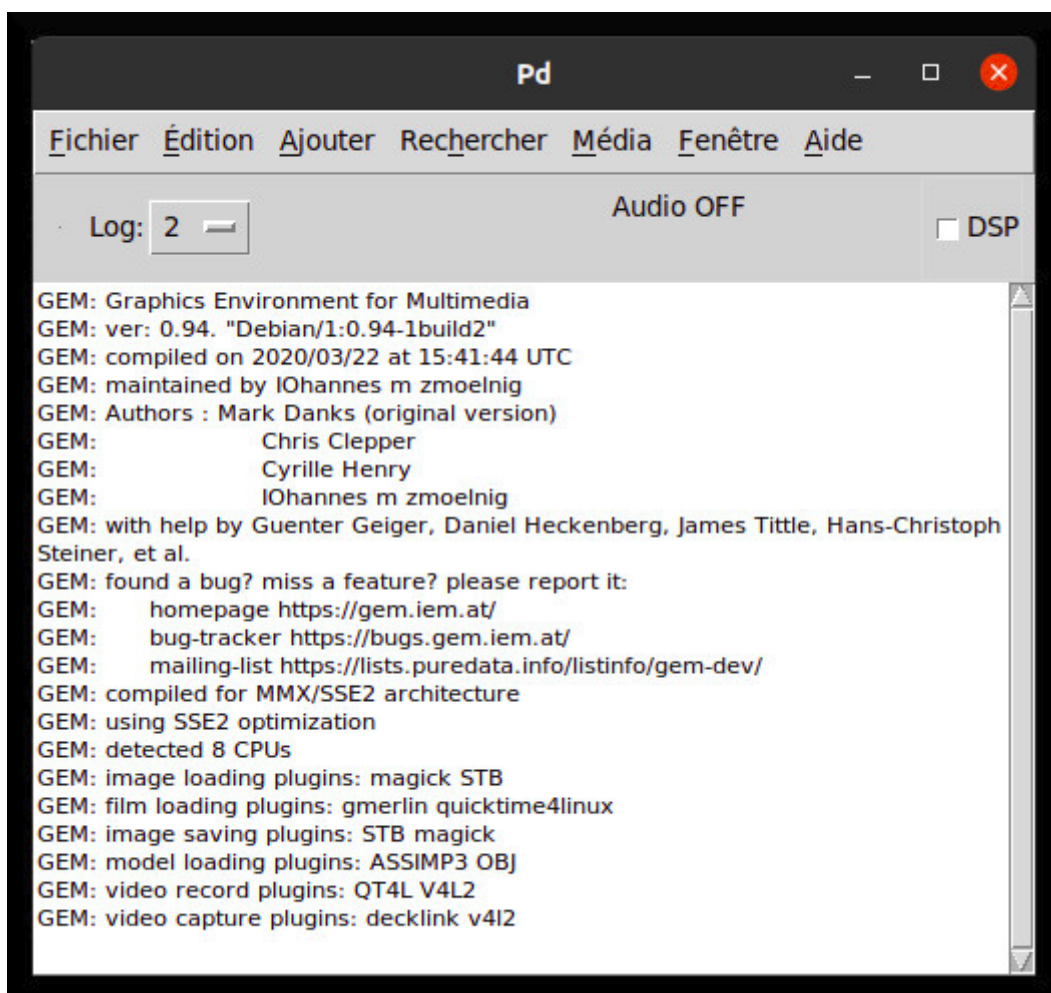 Pd
Fichier Édition Ajouter Rechercher Média Fenêtre Aide
Audio OFF
Log: 2 DSP
GEM: Graphics Environment for Multimedia
GEM: ver: 0.94. "Debian/1:0.94-1build2"
GEM: compiled on 2020/03/22 at 15:41:44 UTC
GEM: maintained by IOhannes m zmoelnig
GEM: Authors : Mark Danks (original version)
GEM: Chris Clepper
GEM: Cyrille Henry
GEM: IOhannes m zmoelnig
GEM: with help by Guenter Geiger, Daniel Heckenberg, James Tittle, Hans-Christoph
Steiner, et al.
GEM: found a bug? miss a feature? please report it:
GEM: homepage https://gem.iem.at/
GEM: bug-tracker https://bugs.gem.iem.at/
GEM: mailing-list https://lists.puredata.info/listinfo/gem-dev/
GEM: compiled for MMX/SSE2 architecture
GEM: using SSE2 optimization
GEM: detected 8 CPUs
GEM: image loading plugins: magick STB
GEM: film loading plugins: gmerlin quicktime4linux
GEM: image saving plugins: STB magick
GEM: model loading plugins: ASSIMP3 OBJ
GEM: video record plugins: QT4L V4L2
GEM: video capture plugins: decklink v4l2